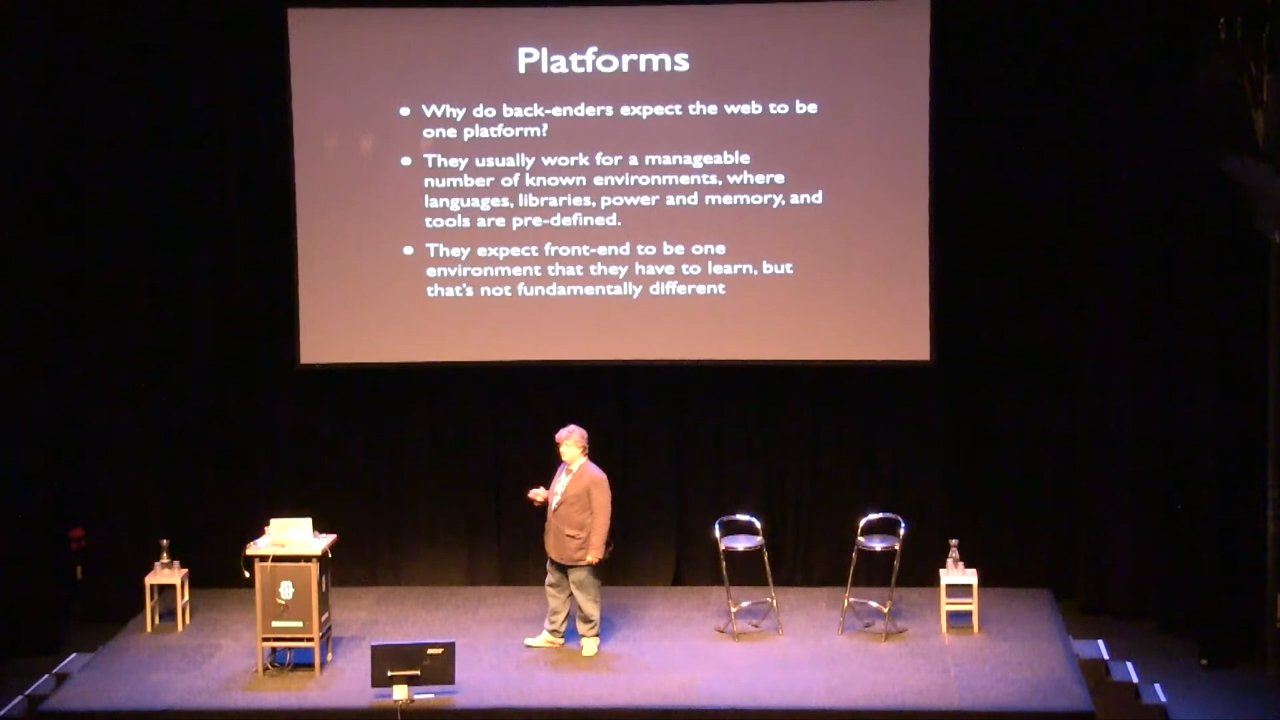 Platforms
• Why do back-enders expect the web to be
one platform?
• They usually work for a manageable
number of known environments, where
languages, libraries, power and memory, and
tools are pre-defined.
• They expect front-end to be one
environment that they have to learn, but
that's not fundamentally different
acer